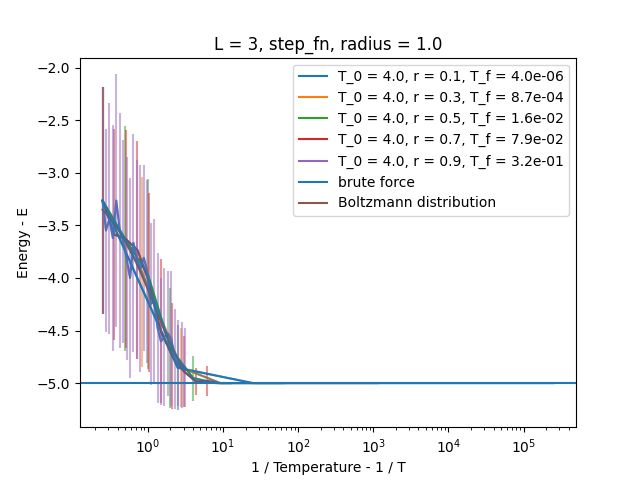 L = 3, step_fn, radius = 1.0
T_0 = 4.0, r = 0.1, T_f = 4.0e-06
T_0 = 4.0, r = 0.3, T_f = 8.7e-04
T_0 = 4.0, r = 0.5, T_f = 1.6e-02
T_0 = 4.0, r = 0.7, T_f = 7.9e-02
T_0 = 4.0, r = 0.9, T_f = 3.2e-01
brute force
Boltzmann distribution
Energy - E
−2.0
−2.5
−3.0
−3.5
−4.0
−4.5
−5.0
10⁰ 10¹ 10² 10³ 10⁴ 10⁵
1 / Temperature - 1 / T